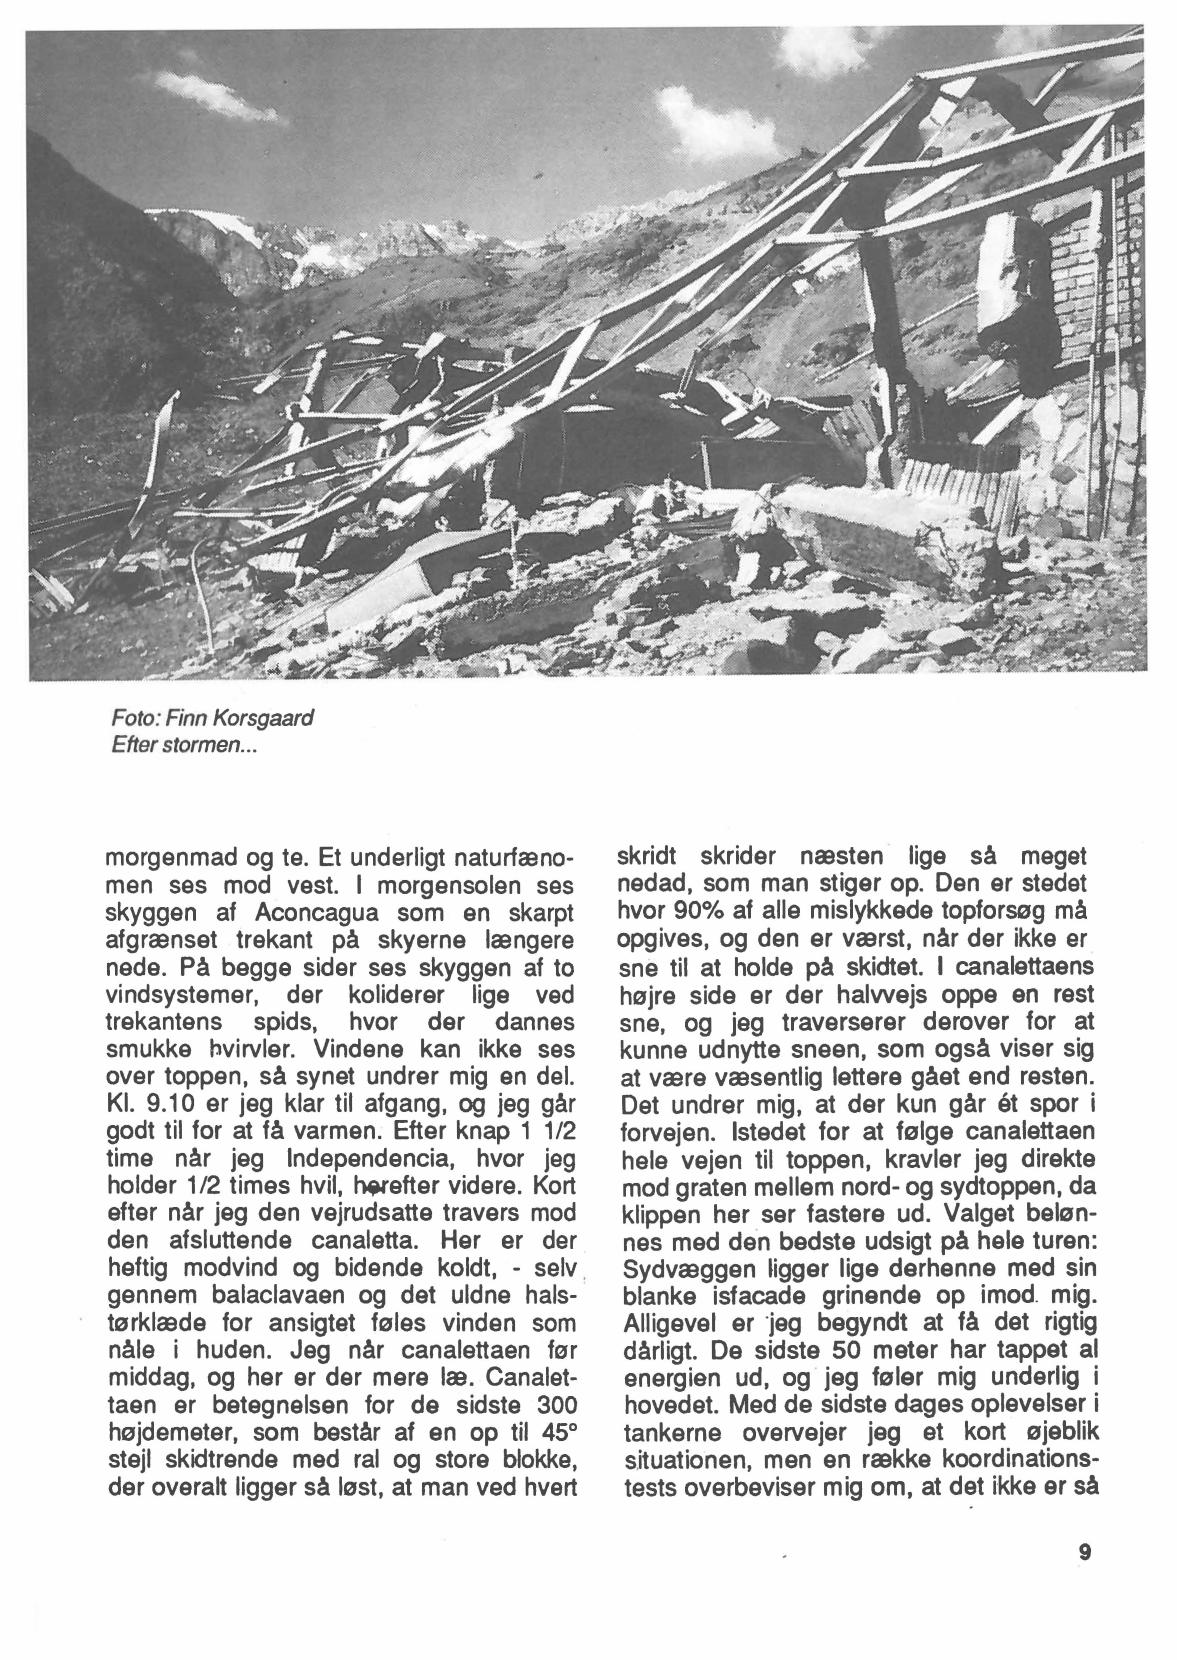 Foto: Finn Korsgaard
Efter stormen...
morgenmad og te. Et underligt naturfæno-
men ses mod vest. I morgensolen ses
skyggen af Aconcagua som en skarpt
afgrænset trekant på skyerne længere
nede. På begge sider ses skyggen af to
vindsystemer, der koliderer lige ved
trekantens spids, hvor der dannes
smukke hvirvler. Vindene kan ikke ses
over toppen, så synet undrer mig en del.
Kl. 9.10 er jeg klar til afgang, og jeg går
godt til for at få varmen. Efter knap 1 1/2
time når jeg Independencia, hvor jeg
holder 1/2 times hvil, herefter videre. Kort
efter når jeg den vejrudsatte travers mod
den afsluttende canaletta. Her er der
heftig modvind og bidende koldt, - selv
gennem balaclavaen og det uldne hals-
tørklæde for ansigtet føles vinden som
nåle i huden. Jeg når canalettaen før
middag, og her er der mere læ. Canalet-
taen er betegnelsen for de sidste 300
højdemeter, som består af en op til 45°
stejl skidtrende med ral og store blokke,
der overalt ligger så løst, at man ved hvert
skridt skrider næsten lige så meget
nedad, som man stiger op. Den er stedet
hvor 90% af alle mislykkede topforsøg må
opgives, og den er værst, når der ikke er
sne til at holde på skidtet. I canalettaens
højre side er der halvvejs oppe en rest
sne, og jeg traverserer derover for at
kunne udnytte sneen, som også viser sig
at være væsentlig lettere gået end resten.
Det undrer mig, at der kun går ét spor i
forvejen. Istedet for at følge canalettaen
hele vejen til toppen, kravler jeg direkte
mod graten mellem nord- og sydtoppen, da
klippen her ser fastere ud. Valget beløn-
nes med den bedste udsigt på hele turen:
Sydvæggen ligger lige derhenne med sin
blanke isfacade grinende op imod mig.
Alligevel er jeg begyndt at få det rigtig
dårligt. De sidste 50 meter har tappet al
energien ud, og jeg føler mig underlig i
hovedet. Med de sidste dages oplevelser i
tankerne overvejer jeg et kort øjeblik
situationen, men en række koordinations-
tests overbeviser mig om, at det ikke er så
9